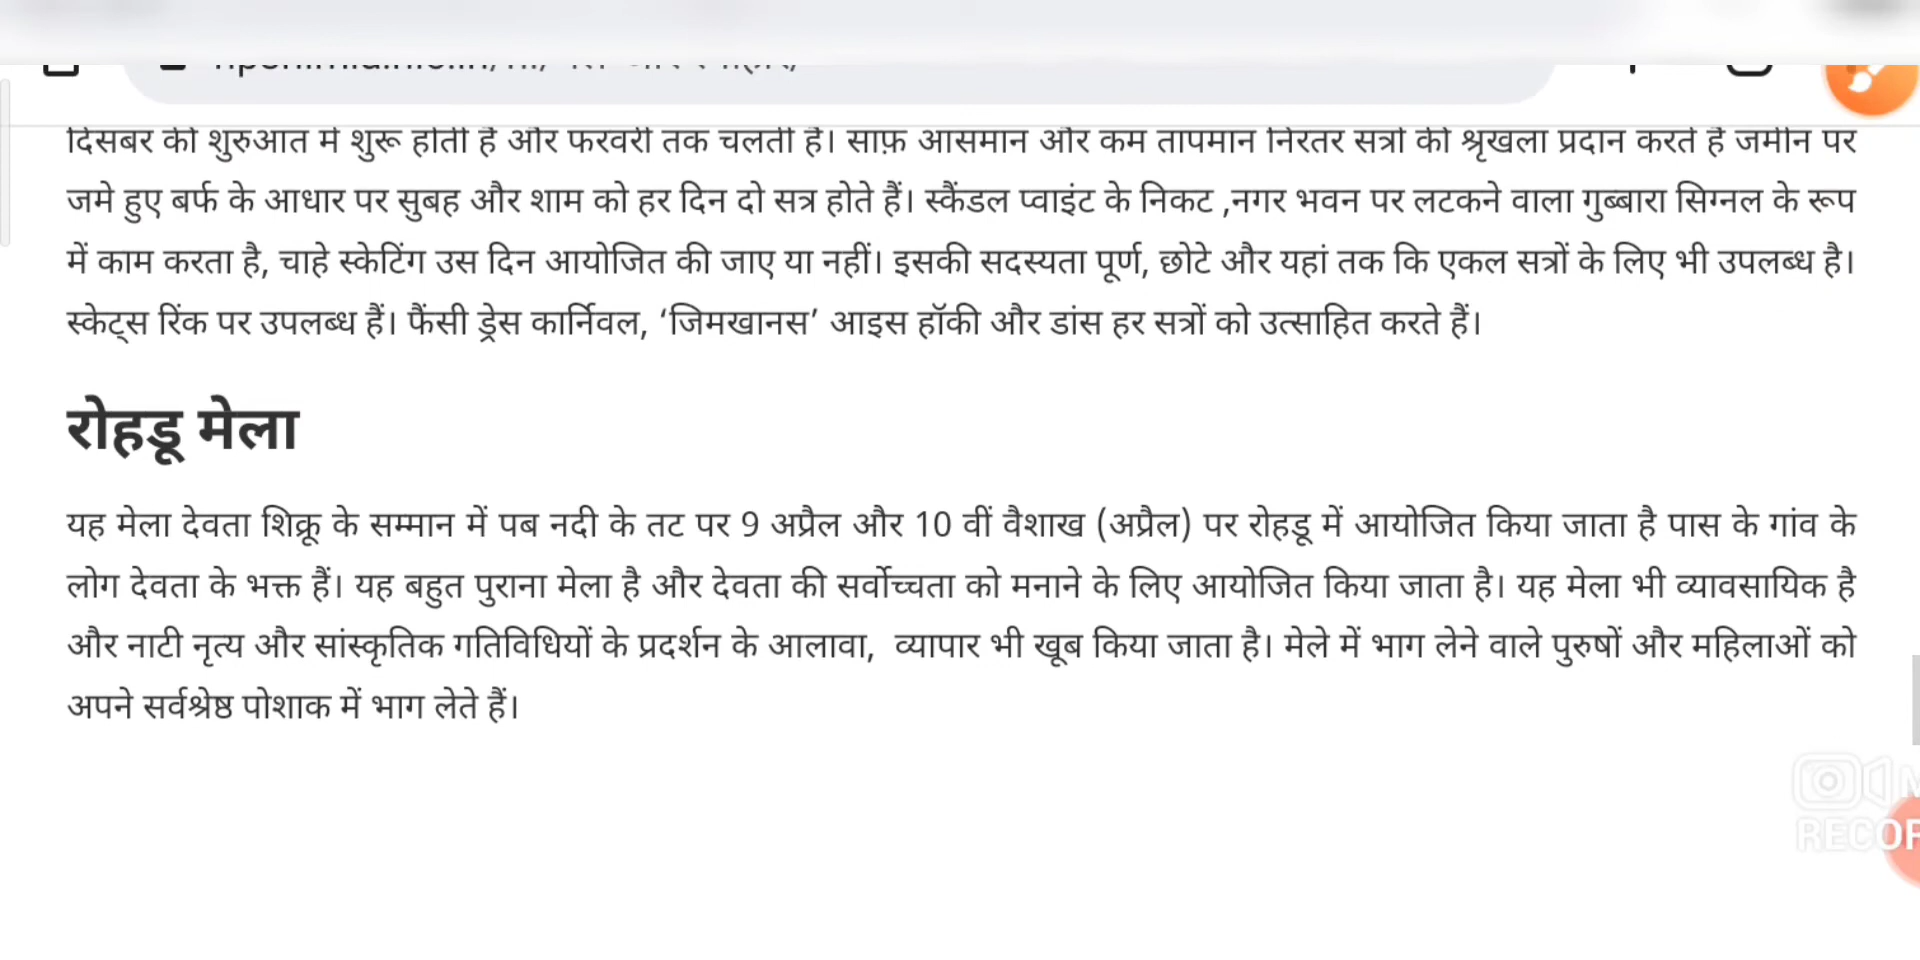 दिसंबर की शुरुआत में शुरू होती है और फरवरी तक चलती है। साफ़ आसमान और कम तापमान निरंतर सत्रों की श्रृंखला प्रदान करते हैं जमीन पर
जमे हुए बर्फ के आधार पर सुबह और शाम को हर दिन दो सत्र होते हैं। स्कैंडल प्वाइंट के निकट ,नगर भवन पर लटकने वाला गुब्बारा सिग्नल के रूप
में काम करता है, चाहे स्केटिंग उस दिन आयोजित की जाए या नहीं। इसकी सदस्यता पूर्ण, छोटे और यहां तक कि एकल सत्रों के लिए भी उपलब्ध है।
स्केट्स रिंक पर उपलब्ध हैं। फैंसी ड्रेस कार्निवल, ‘जिमखानस’ आइस हॉकी और डांस हर सत्रों को उत्साहित करते हैं।
रोहडू मेला
यह मेला देवता शिक्रू के सम्मान में पब नदी के तट पर 9 अप्रैल और 10 वीं वैशाख (अप्रैल) पर रोहडू में आयोजित किया जाता है पास के गांव के
लोग देवता के भक्त हैं। यह बहुत पुराना मेला है और देवता की सर्वोच्चता को मनाने के लिए आयोजित किया जाता है। यह मेला भी व्यावसायिक है
और नाटी नृत्य और सांस्कृतिक गतिविधियों के प्रदर्शन के आलावा, व्यापार भी खूब किया जाता है। मेले में भाग लेने वाले पुरुषों और महिलाओं को
अपने सर्वश्रेष्ठ पोशाक में भाग लेते हैं।
RECOR